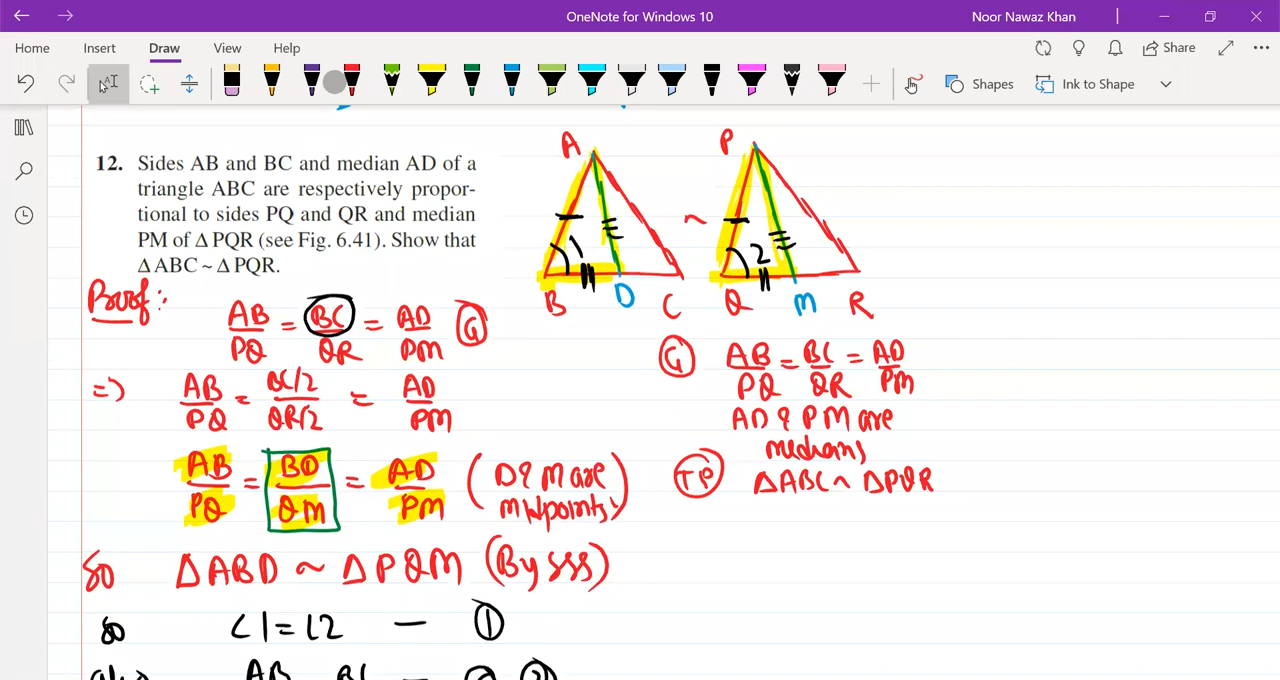 OneNote for Windows 10
Noor Nawaz Khan
Home Insert Draw View Help
Share
Shapes
Ink to Shape
12. Sides AB and BC and median AD of a
triangle ABC are respectively propor-
tional to sides PQ and QR and median
PM of Δ PQR (see Fig. 6.41). Show that
Δ ABC ~ Δ PQR.
A
B D C
1
~
P
Q M R
2
Proof:
AB/PQ = BC/QR = AD/PM G
=> AB/PQ = BC/2 / QR/2 = AD/PM
AB/PQ = BD/QM = AD/PM (D & M are
midpoints)
So ΔABD ~ ΔPQM (By SSS)
So ∠1 = ∠2 — ①
also AB BC
G AB/PQ = BC/QR = AD/PM
AD & PM are
medians
TP ΔABC ~ ΔPQR